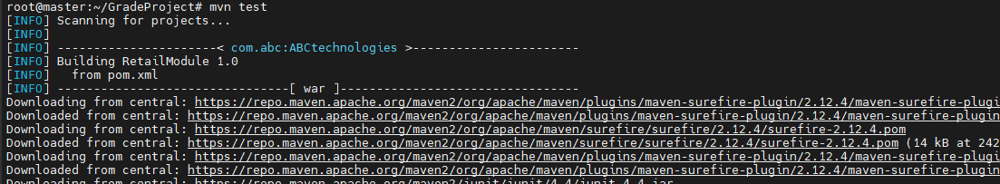 root@master:~/GradeProject# mvn test
[INFO] Scanning for projects...
[INFO]
[INFO] ----------------------< com.abc:ABCtechnologies >-----------------------
[INFO] Building RetailModule 1.0
[INFO]   from pom.xml
[INFO] --------------------------------[ war ]---------------------------------
Downloading from central: https://repo.maven.apache.org/maven2/org/apache/maven/plugins/maven-surefire-plugin/2.12.4/maven-surefire-plugi
Downloaded from central: https://repo.maven.apache.org/maven2/org/apache/maven/plugins/maven-surefire-plugin/2.12.4/maven-surefire-plugin
Downloading from central: https://repo.maven.apache.org/maven2/org/apache/maven/surefire/surefire/2.12.4/surefire-2.12.4.pom
Downloaded from central: https://repo.maven.apache.org/maven2/org/apache/maven/surefire/surefire/2.12.4/surefire-2.12.4.pom (14 kB at 242
Downloading from central: https://repo.maven.apache.org/maven2/org/apache/maven/plugins/maven-surefire-plugin/2.12.4/maven-surefire-plugi
Downloaded from central: https://repo.maven.apache.org/maven2/org/apache/maven/plugins/maven-surefire-plugin/2.12.4/maven-surefire-plugin
Downloading from central: https://repo.maven.apache.org/maven2/junit/junit/4.4/junit-4.4.jar